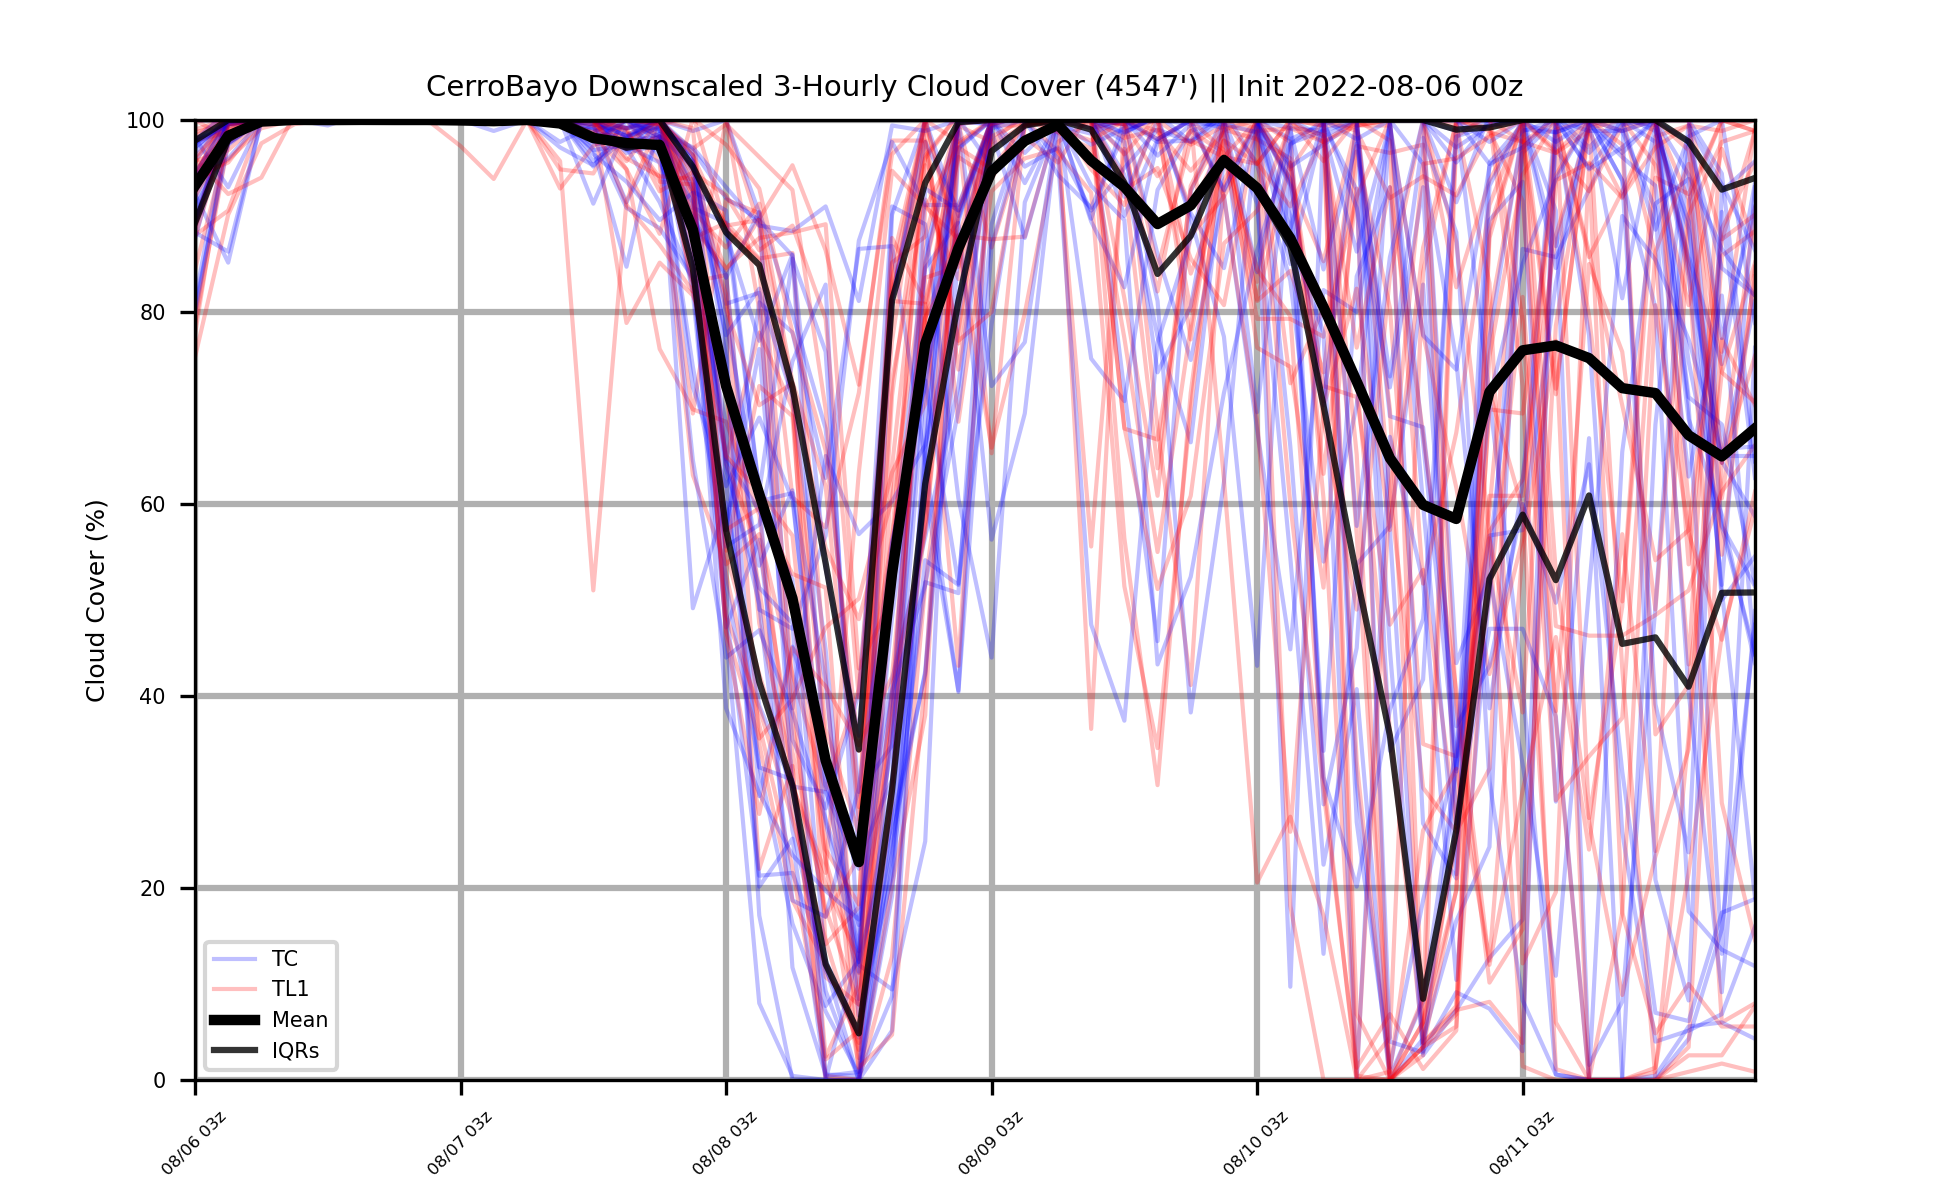 CerroBayo Downscaled 3-Hourly Cloud Cover (4547') || Init 2022-08-06 00z
Cloud Cover (%)
100
80
60
40
20
0
TC
TL1
Mean
IQRs
08/06 03z
08/07 03z
08/08 03z
08/09 03z
08/10 03z
08/11 03z